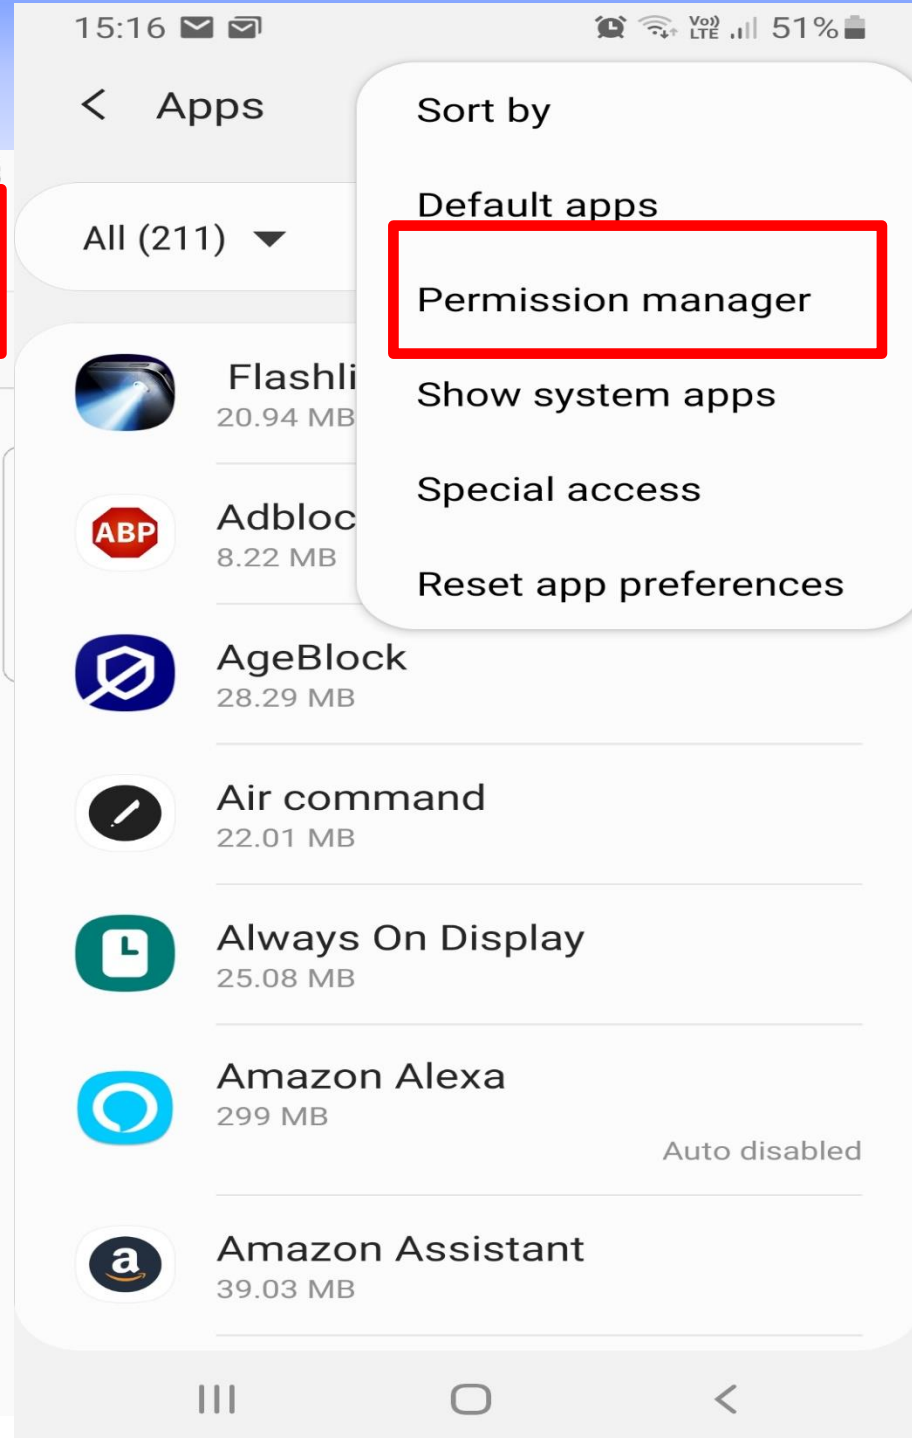 15:16 Vo)) LTE 51%
Apps
Sort by
Default apps
All (211)
Permission manager
Flashli
20.94 MB
Show system apps
Special access
ABP
Adbloc
8.22 MB
Reset app preferences
AgeBlock
28.29 MB
Air command
22.01 MB
Always On Display
25.08 MB
Amazon Alexa
299 MB
Auto disabled
a
Amazon Assistant
39.03 MB